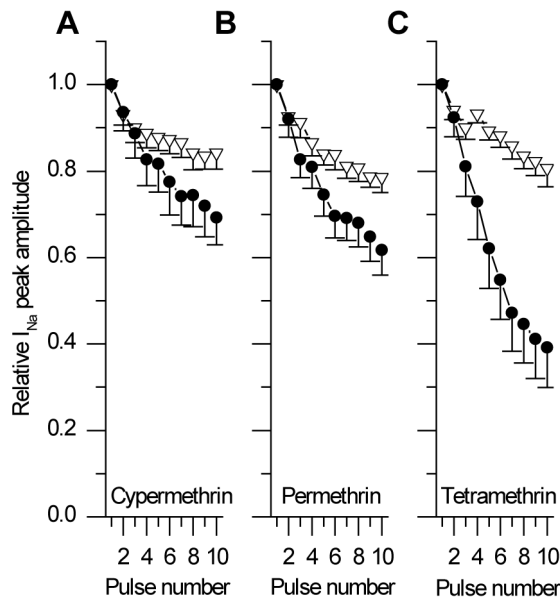 A B C
Relative I_Na peak amplitude
1.0
0.8
0.6
0.4
0.2
0.0
Cypermethrin Permethrin Tetramethrin
2 4 6 8 10 2 4 6 8 10 2 4 6 8 10
Pulse number Pulse number Pulse number